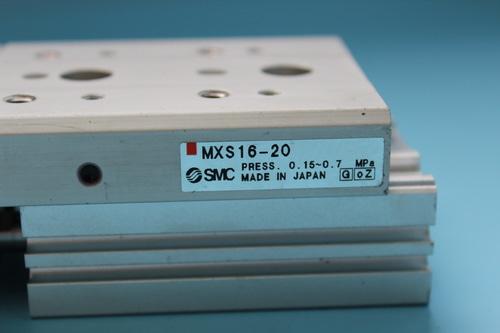 MXS16-20
PRESS. 0.15~0.7 MPa
SMC MADE IN JAPAN GoZ